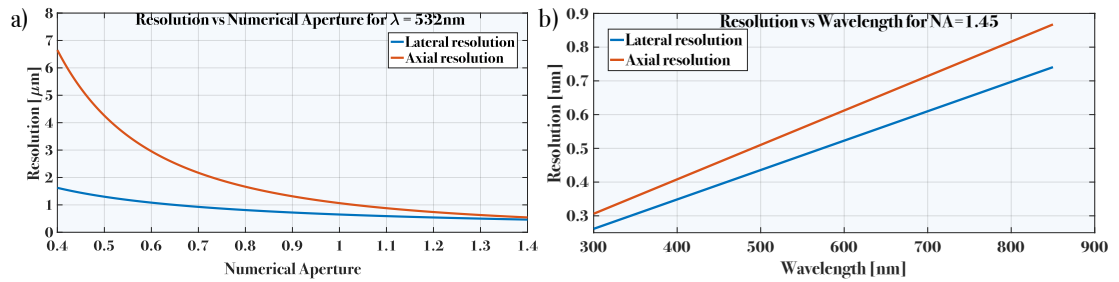 a)
Resolution vs Numerical Aperture for λ = 532nm
Lateral resolution
Axial resolution
Resolution [μm]
8
7
6
5
4
3
2
1
0
0.4 0.5 0.6 0.7 0.8 0.9 1 1.1 1.2 1.3 1.4
Numerical Aperture
b)
Resolution vs Wavelength for NA=1.45
Lateral resolution
Axial resolution
Resolution [um]
0.9
0.8
0.7
0.6
0.5
0.4
0.3
300 400 500 600 700 800 900
Wavelength [nm]